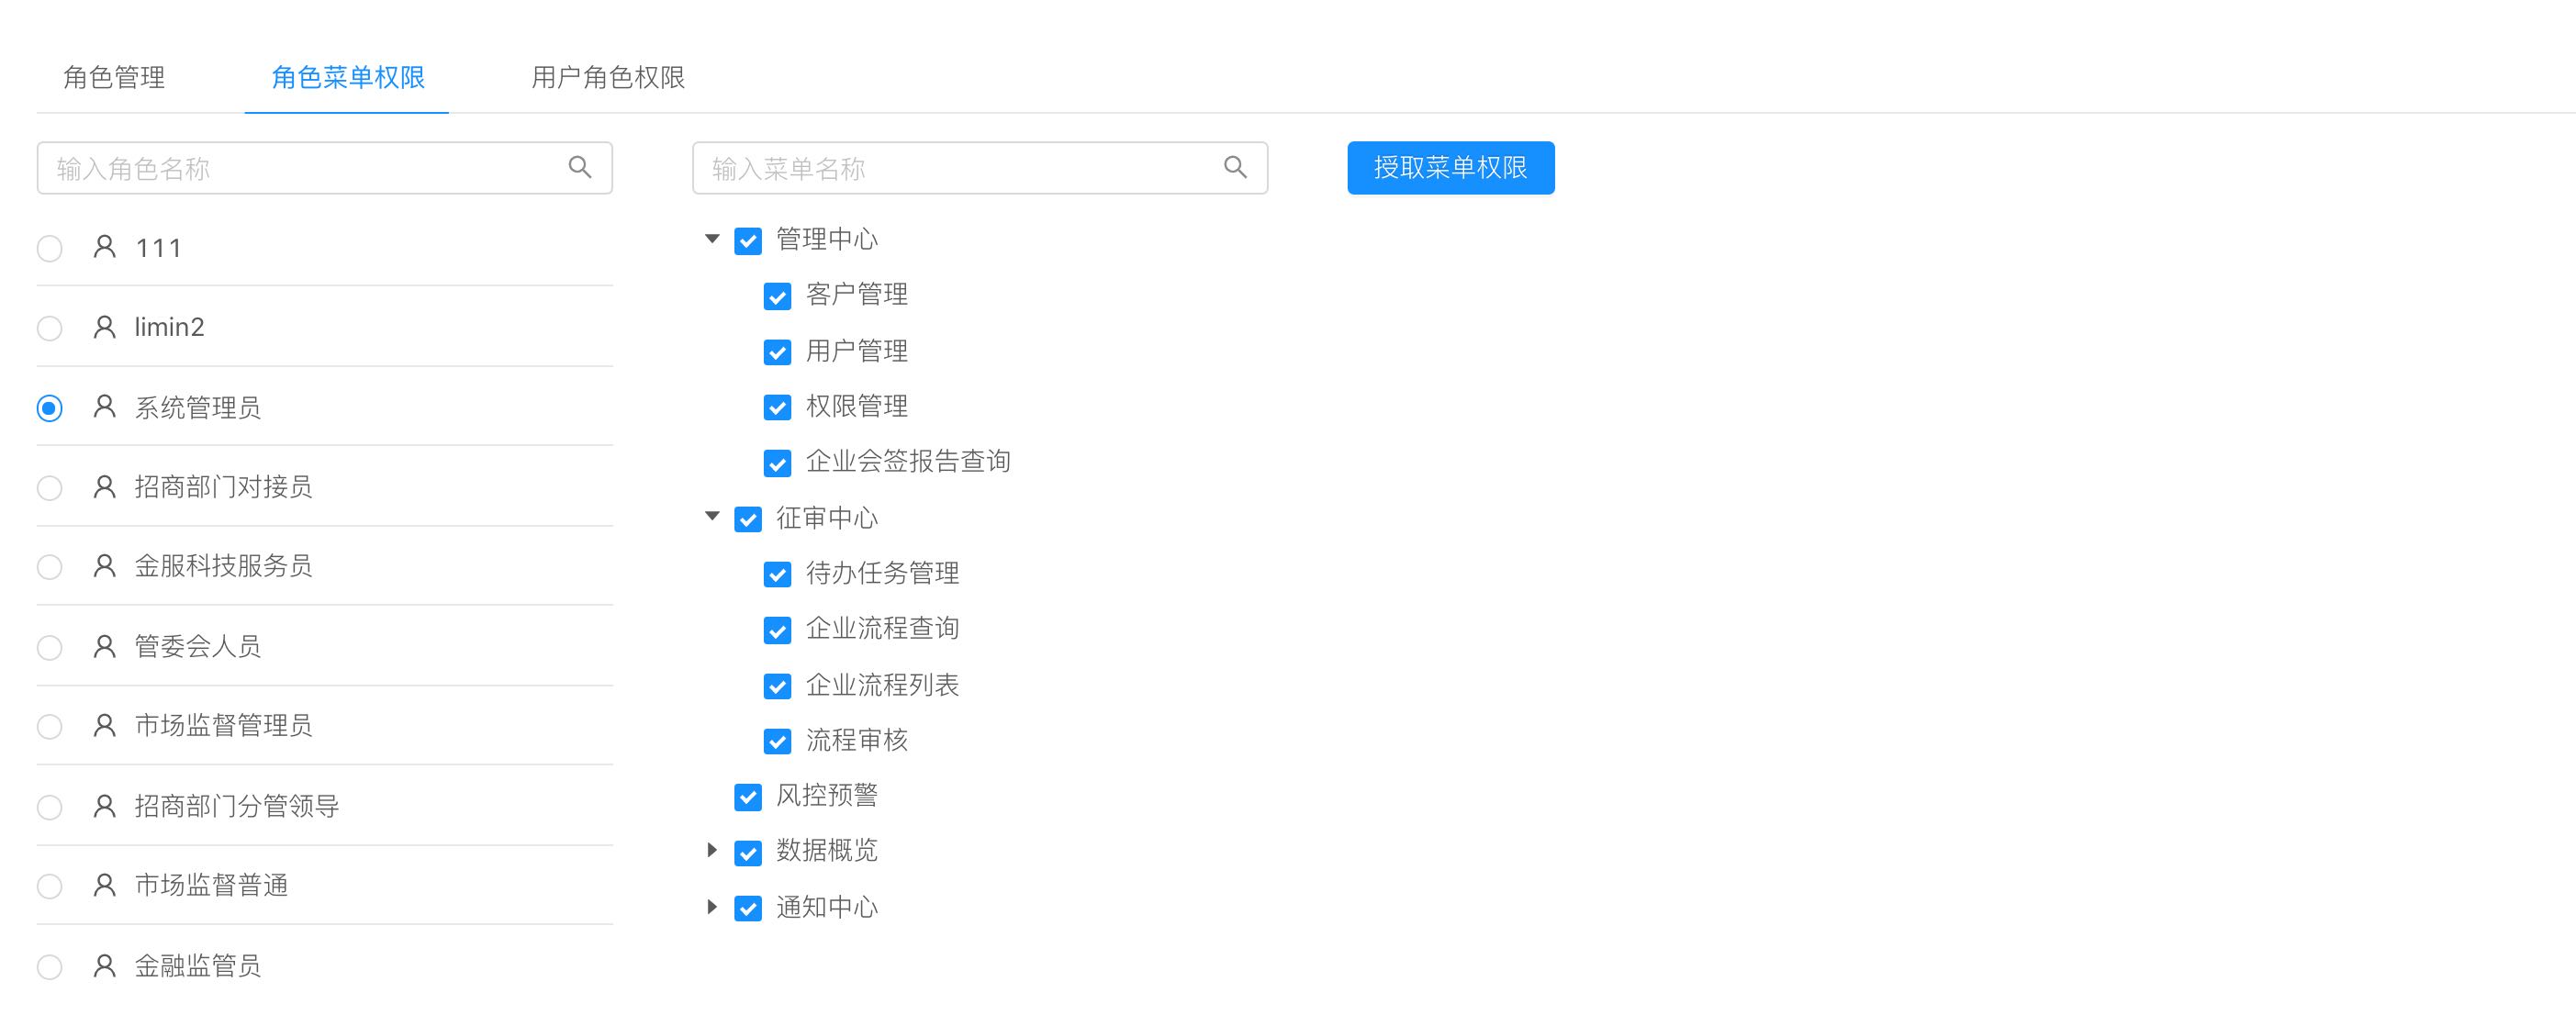 角色管理 角色菜单权限 用户角色权限
输入角色名称 输入菜单名称 授取菜单权限
111
limin2
系统管理员
招商部门对接员
金服科技服务员
管委会人员
市场监督管理员
招商部门分管领导
市场监督普通
金融监管员
管理中心
客户管理
用户管理
权限管理
企业会签报告查询
征审中心
待办任务管理
企业流程查询
企业流程列表
流程审核
风控预警
数据概览
通知中心